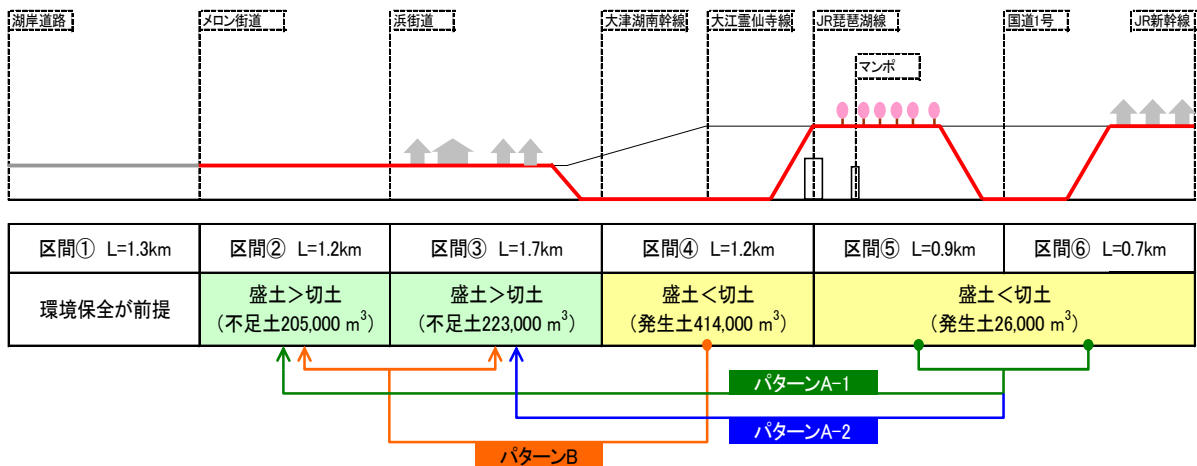 湖岸道路
メロン街道
浜街道
大津湖南幹線
大江霊仙寺線
JR琵琶湖線
国道1号
JR新幹線
マンポ
区間① L=1.3km
区間② L=1.2km
区間③ L=1.7km
区間④ L=1.2km
区間⑤ L=0.9km
区間⑥ L=0.7km
環境保全が前提
盛土>切土
(不足土205,000 m³)
盛土>切土
(不足土223,000 m³)
盛土<切土
(発生土414,000 m³)
盛土<切土
(発生土26,000 m³)
パターンA-1
パターンA-2
パターンB